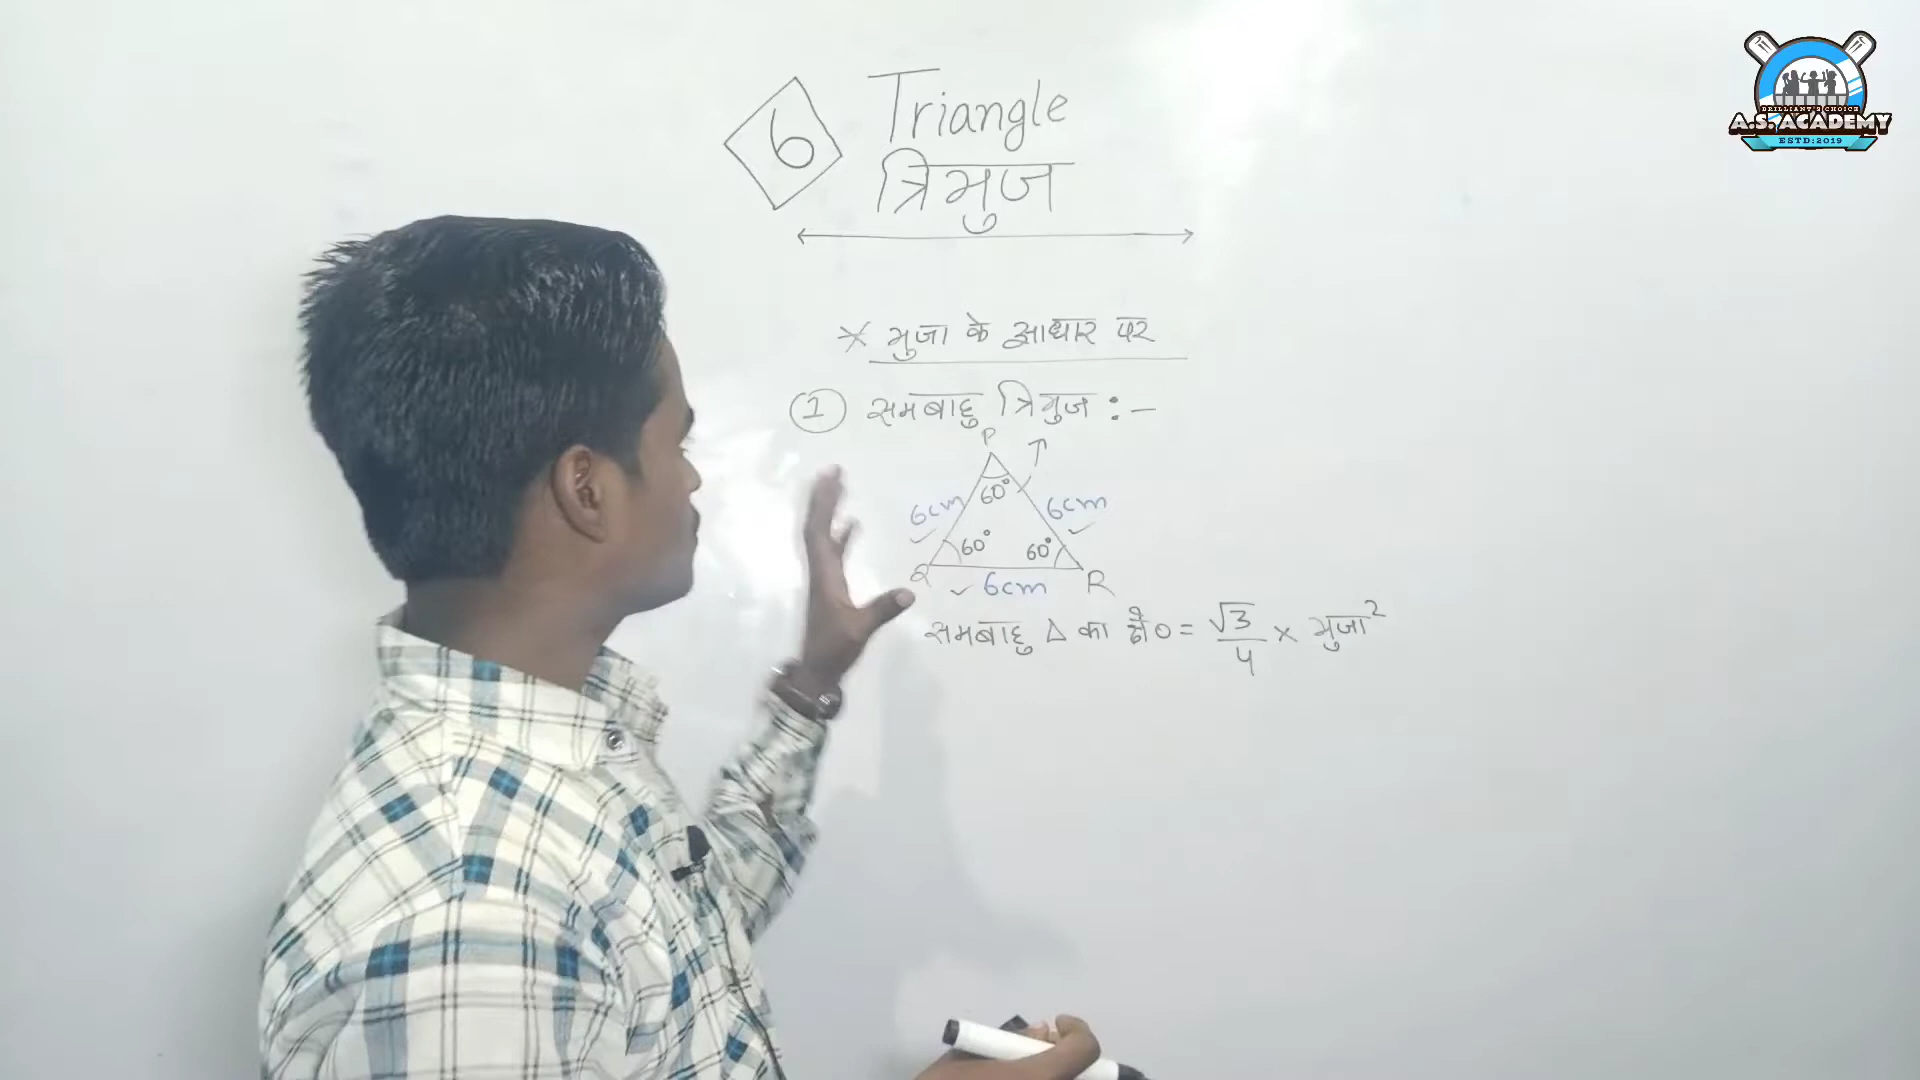 6
Triangle
त्रिभुज
* भुजा के आधार पर
1 समबाहु त्रिभुज :-
P
60°
6cm 6cm
60° 60°
Q 6cm R
समबाहु Δ का क्षे० = √3/4 × भुजा²
BRILLIANT'S CHOICE
A.S. ACADEMY
ESTD:2019